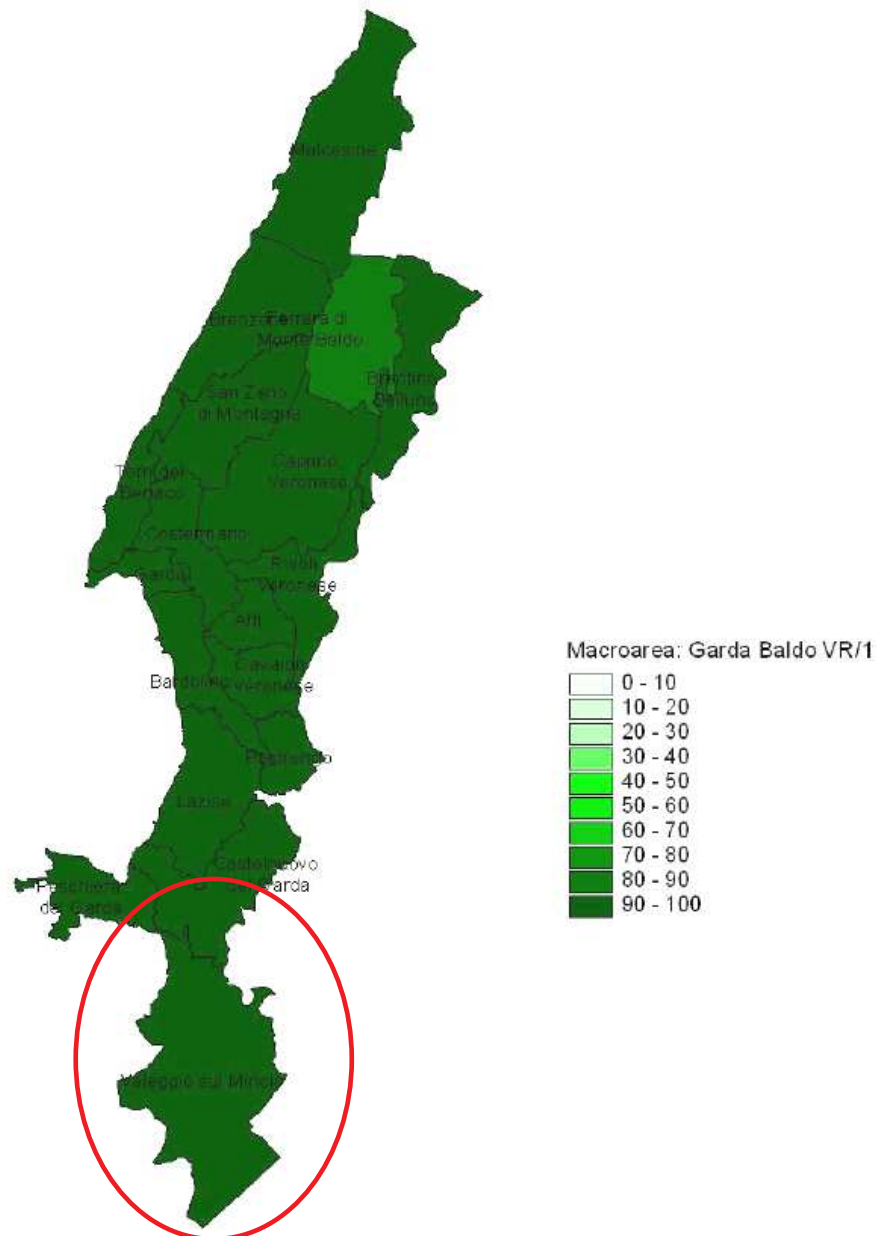 Malcesine
Ferrara di
Monte Baldo
San Zeno
di Montagna
Caprino
Veronese
Torri del
Benaco
Costermano
Garda
Rivoli
Veronese
Affi
Cavaion
Veronese
Bardolino
Pastrengo
Lazise
Castelnuovo
del Garda
Peschiera
del Garda
Valeggio sul Mincio
Macroarea: Garda Baldo VR/1
0 - 10
10 - 20
20 - 30
30 - 40
40 - 50
50 - 60
60 - 70
70 - 80
80 - 90
90 - 100